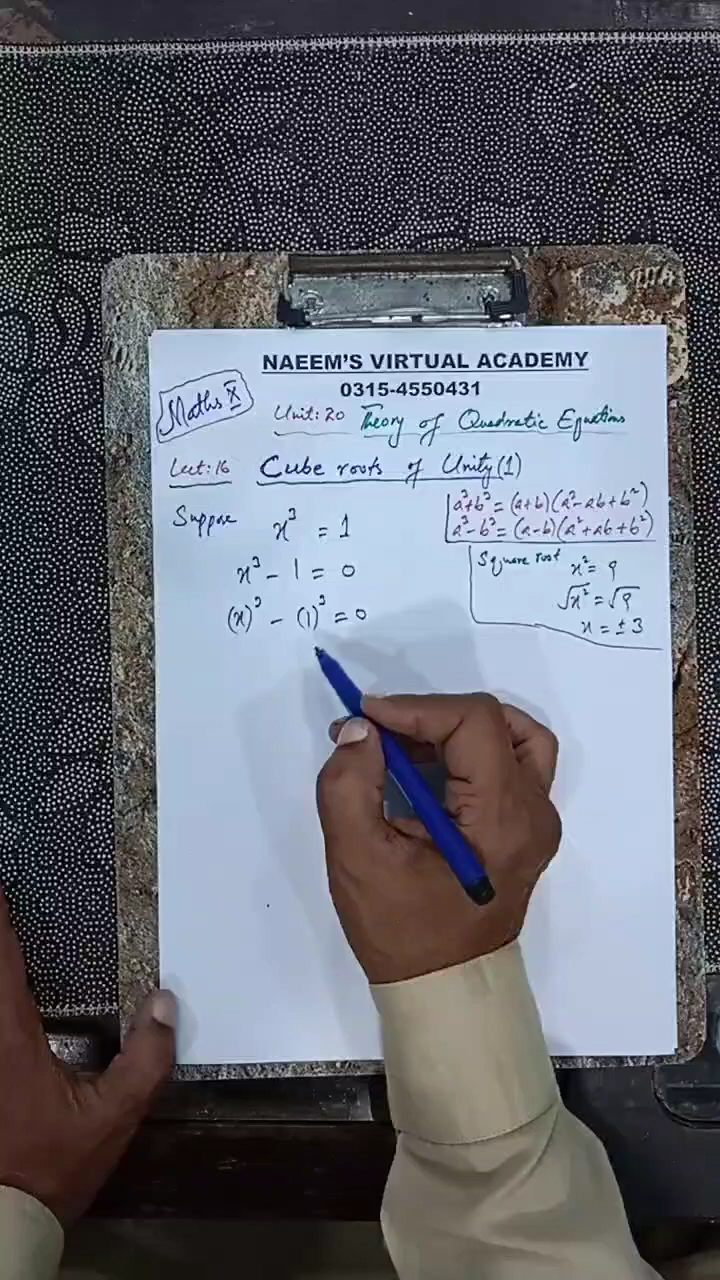 NAEEM'S VIRTUAL ACADEMY
0315-4550431
Maths X
Unit: 20 Theory of Quadratic Equations
Lect: 16 Cube roots of Unity (1)
Suppose x³ = 1
x³ - 1 = 0
(x)³ - (1)³ = 0
a³+b³ = (a+b)(a²-ab+b²)
a³-b³ = (a-b)(a²+ab+b²)
Square root x² = 9
√x² = √9
x = ±3